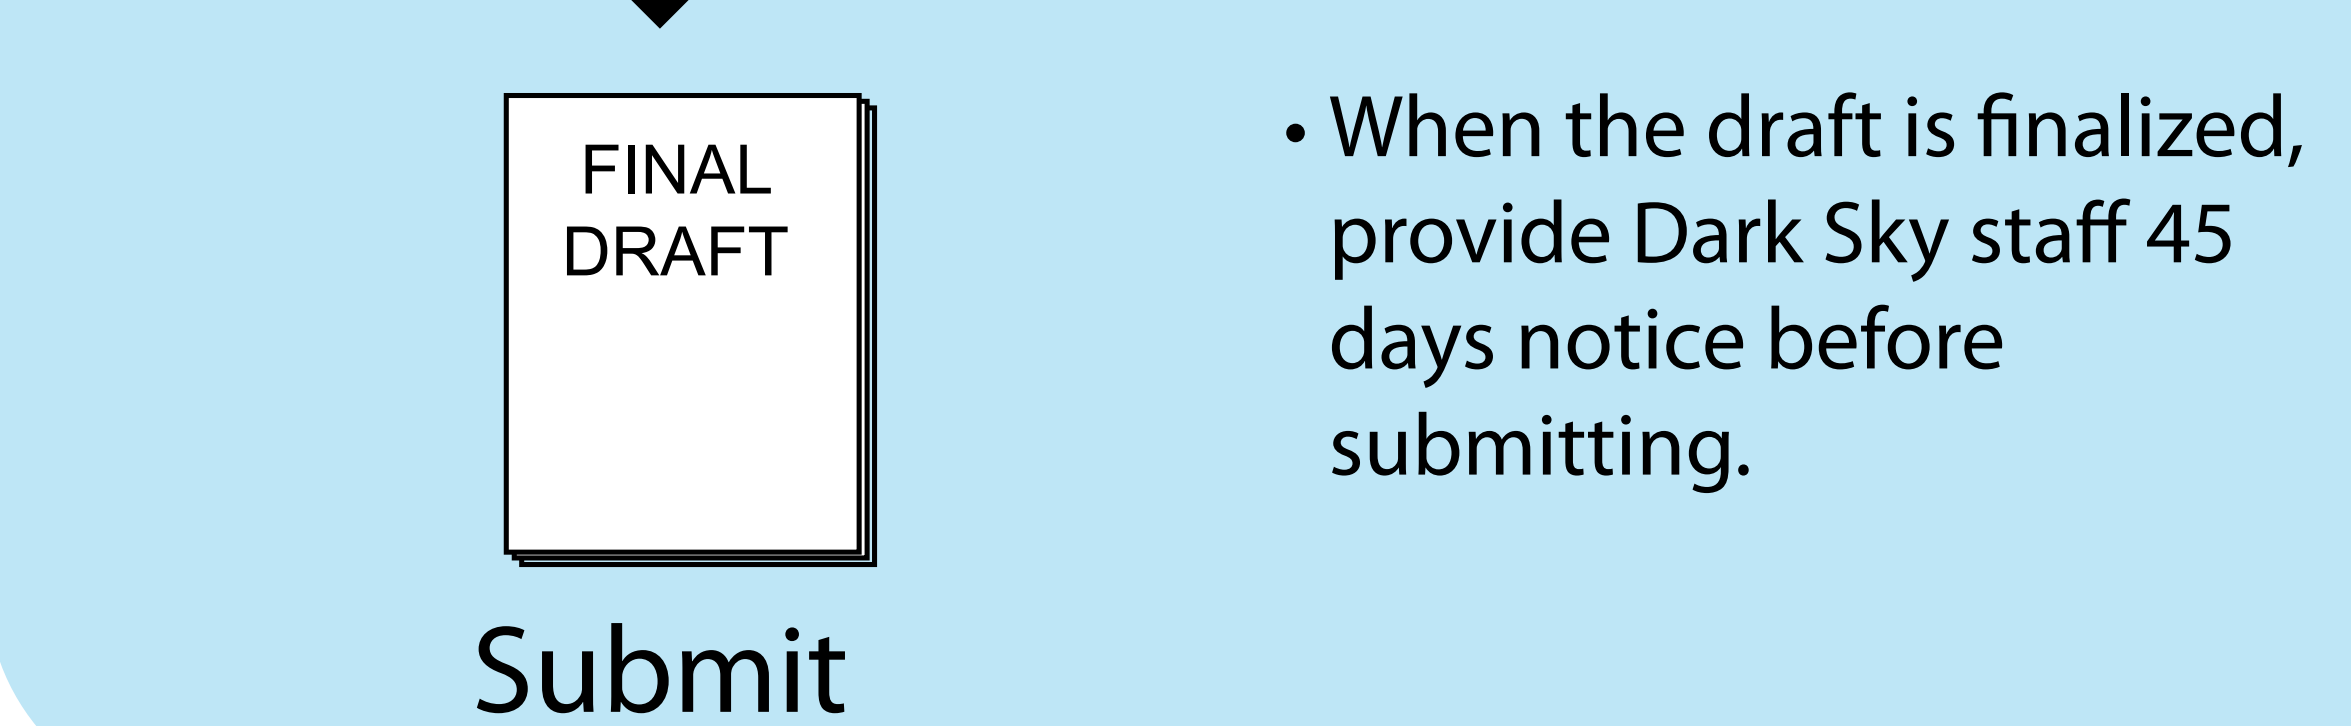 FINAL
DRAFT
Submit
• When the draft is finalized,
provide Dark Sky staff 45
days notice before
submitting.